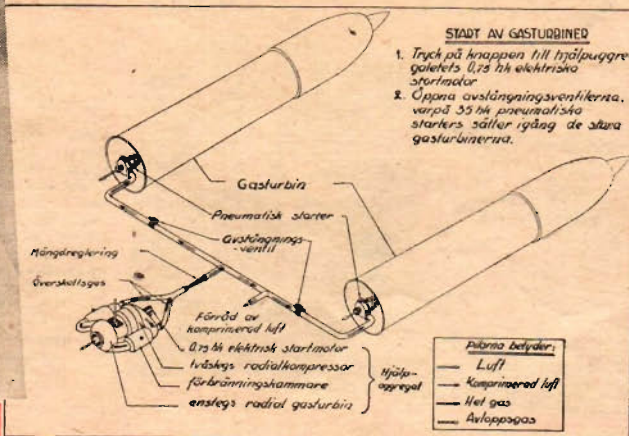 START AV GASTURBINER
1. Tryck på knappen till hjälpaggre
gatets 0,75 hk elektriska
startmotor
2. Öppna avstängningsventilerna,
varpå 35 hk pneumatiska
starters sätter igång de stora
gasturbinerna.
Gasturbin
Pneumatisk starter
Avstängnings-
ventil
Mängdreglering
Överskottsgas
Förråd av
komprimerad luft
0,75 hk elektrisk startmotor
tvåstegs radialkompressor
förbränningskammare
enstegs radial gasturbin
Hjälp-
aggregat
Pilarna betyder:
Luft
Komprimerad luft
Het gas
Avloppsgas